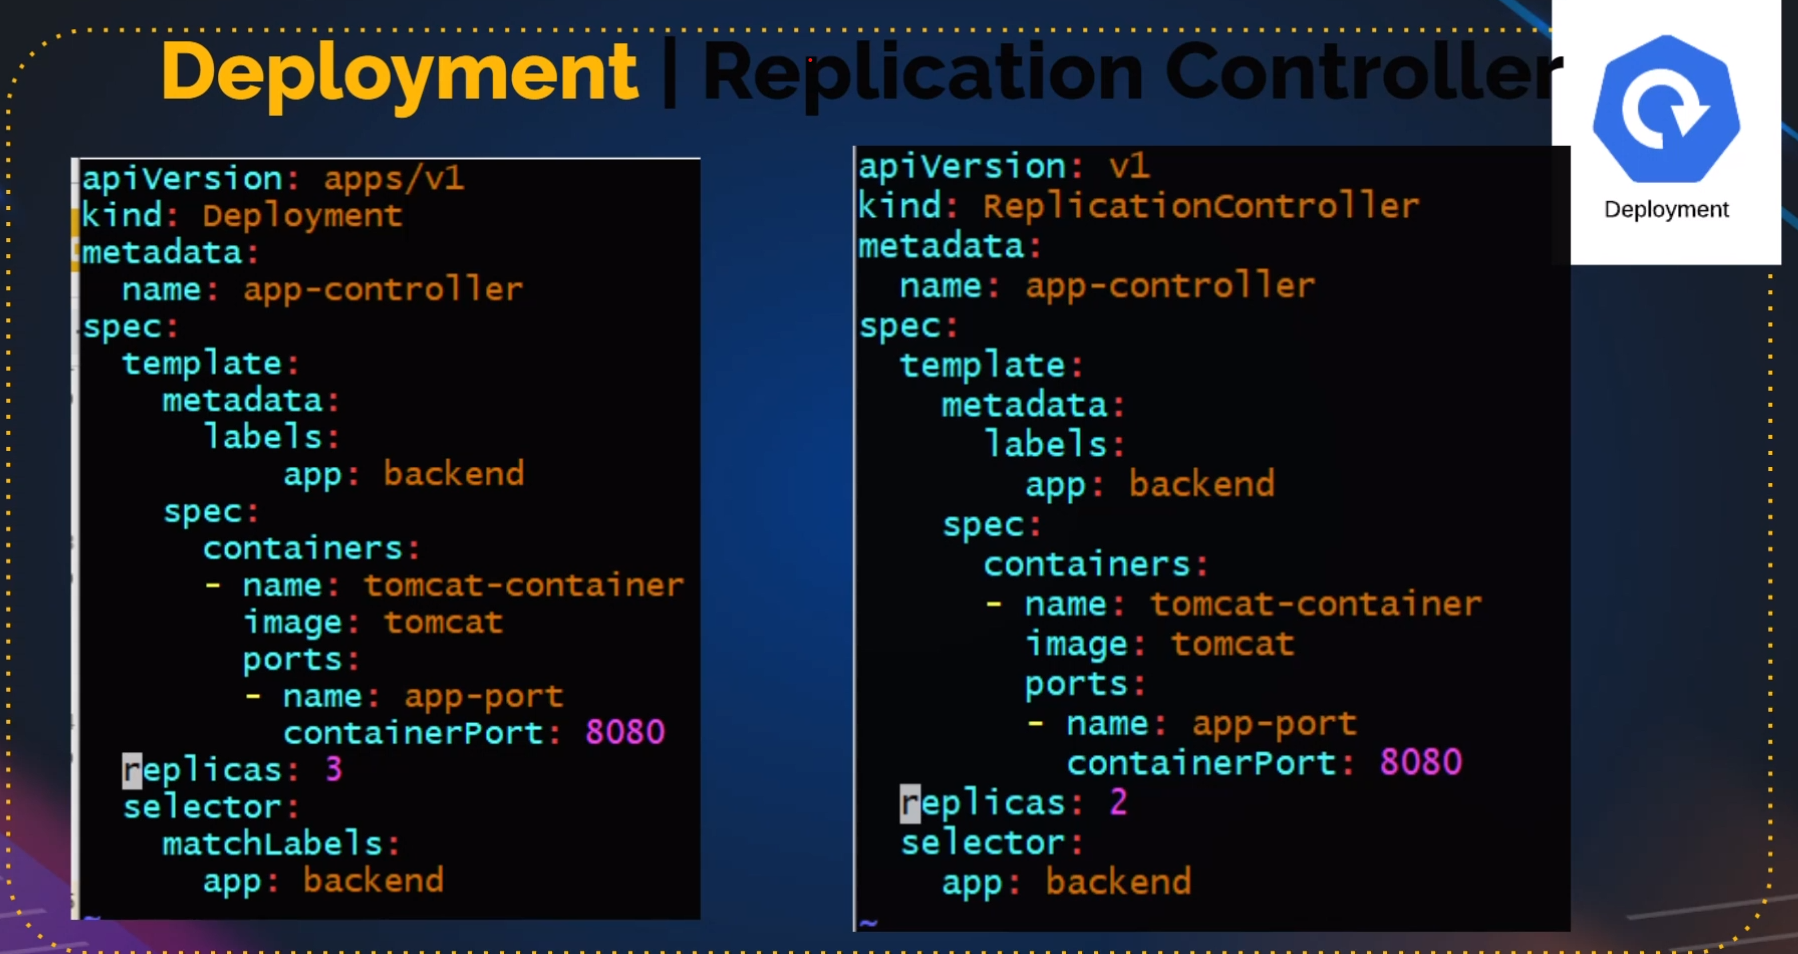 Deployment | Replication Controller
apiVersion: apps/v1
kind: Deployment
metadata:
  name: app-controller
spec:
  template:
    metadata:
      labels:
          app: backend
    spec:
      containers:
      - name: tomcat-container
        image: tomcat
        ports:
        - name: app-port
          containerPort: 8080
  replicas: 3
  selector:
    matchLabels:
      app: backend
~
apiVersion: v1
kind: ReplicationController
metadata:
  name: app-controller
spec:
  template:
    metadata:
      labels:
        app: backend
    spec:
      containers:
      - name: tomcat-container
        image: tomcat
        ports:
        - name: app-port
          containerPort: 8080
  replicas: 2
  selector:
    app: backend
~
Deployment